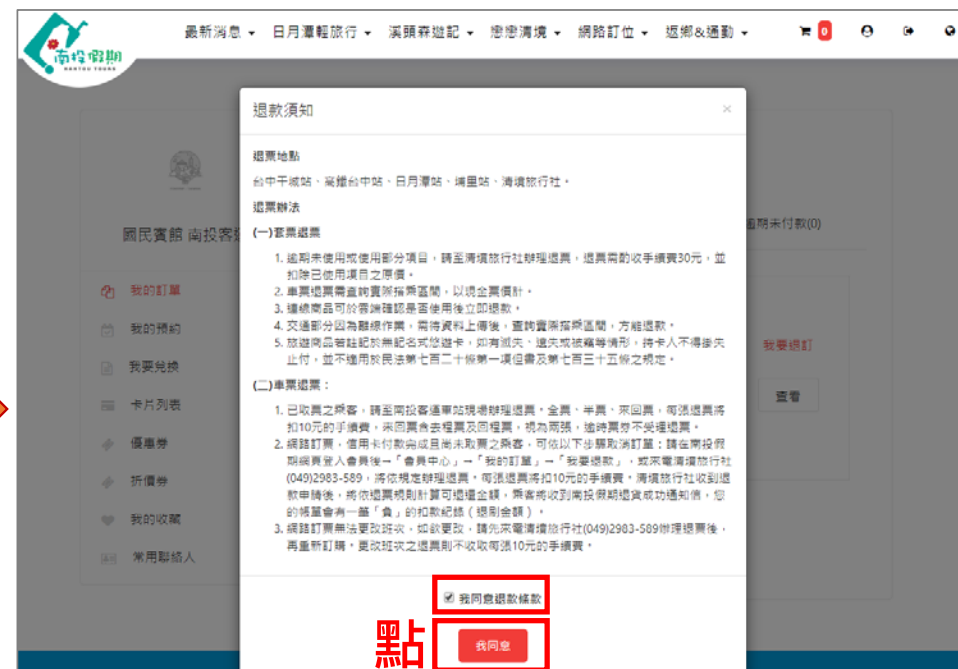 最新消息 日月潭輕旅行 溪頭森遊記 戀戀清境 網路訂位 返鄉&通勤 0
南投假期
NANTOU TOURS
退款須知 ×
退票地點
台中干城站、高鐵台中站、日月潭站、埔里站、清境旅行社。
退票辦法
(一)套票退票
1. 逾期未使用或使用部分項目，請至清境旅行社辦理退票，退票需酌收手續費30元，並
扣除已使用項目之原價。
2. 車票退票需查詢實際搭乘區間，以現金票價計。
3. 連線商品可於雲端確認是否使用後立即退款。
4. 交通部分因為離線作業，需待資料上傳後，查詢實際搭乘區間，方能退款。
5. 旅遊商品若註記於無記名式悠遊卡，如有滅失、遺失或被竊等情形，持卡人不得掛失
止付，並不適用於民法第七百二十條第一項但書及第七百二十五條之規定。
(二)車票退票：
1. 已取票之乘客，請至南投客運車站現場辦理退票。全票、半票、來回票，每張退票將
扣10元的手續費，來回票含去程票及回程票，視為兩張，逾時票券不受理退票。
2. 網路訂票，信用卡付款完成且尚未取票之乘客，可依以下步驟取消訂單：請在南投假
期網頁登入會員後→「會員中心」→「我的訂單」→「我要退款」，或來電清境旅行社
(049)2983-589，將依規定辦理退票。每張退票將扣10元的手續費。清境旅行社收到退
款申請後，將依退票規則計算可退還金額，乘客將收到南投假期退貨成功通知信，您
的帳單會有一筆「負」的扣款紀錄（退刷金額）。
3. 網路訂票無法更改班次，如欲更改，請先來電清境旅行社(049)2983-589辦理退票後，
再重新訂購。更改班次之退票則不收取每張10元的手續費。
我同意退款條款
點
我同意
國民賓館 南投客
我的訂單
我的預約
我要兌換
卡片列表
優惠券
折價券
我的收藏
常用聯絡人
逾期未付款(0)
我要退訂
查看